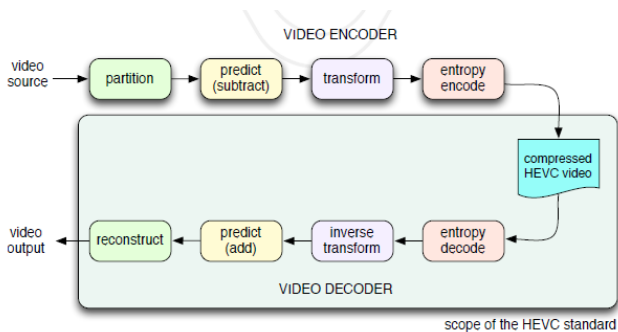 VIDEO ENCODER
video
source
partition
predict
(subtract)
transform
entropy
encode
compressed
HEVC video
video
output
reconstruct
predict
(add)
inverse
transform
entropy
decode
VIDEO DECODER
scope of the HEVC standard